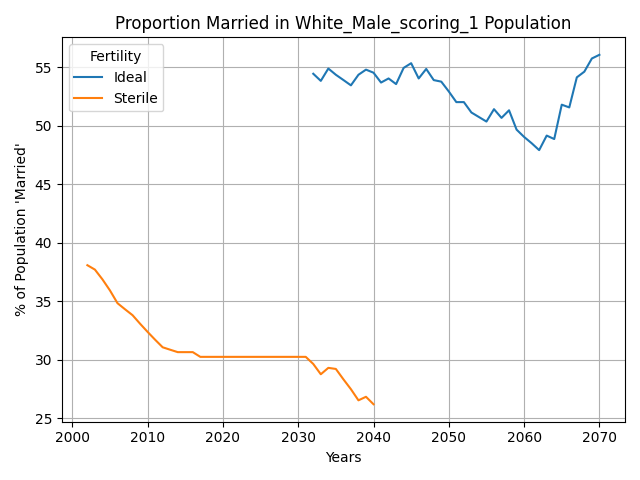 Proportion Married in White_Male_scoring_1 Population
Fertility
Ideal
Sterile
% of Population 'Married'
55
50
45
40
35
30
25
2000 2010 2020 2030 2040 2050 2060 2070
Years